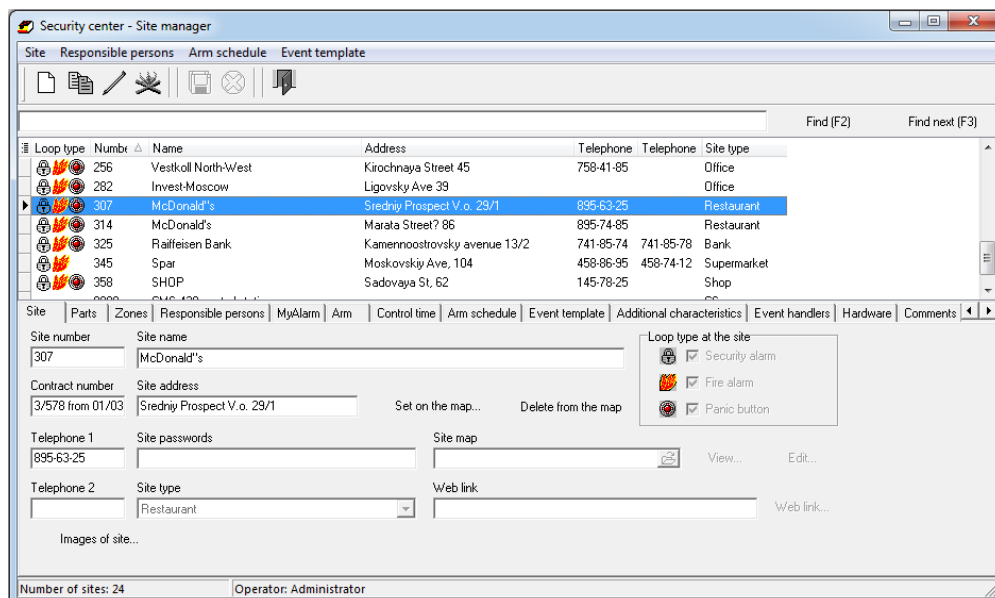 Security center - Site manager
Site Responsible persons Arm schedule Event template
Find (F2) Find next (F3)
Loop type Numbe Name Address Telephone Telephone Site type
256 Vestkoll North-West Kirochnaya Street 45 758-41-85 Office
282 Invest-Moscow Ligovsky Ave 39 Office
307 McDonald"s Sredniy Prospect V.o. 29/1 895-63-25 Restaurant
314 McDonald's Marata Street? 86 895-74-85 Restaurant
325 Raiffeisen Bank Kamennoostrovsky avenue 13/2 741-85-74 741-85-78 Bank
345 Spar Moskovskiy Ave, 104 458-86-95 458-74-12 Supermarket
358 SHOP Sadovaya St, 62 145-78-25 Shop
Site Parts Zones Responsible persons MyAlarm Arm Control time Arm schedule Event template Additional characteristics Event handlers Hardware Comments
Site number Site name Loop type at the site
307 McDonald"s Security alarm
Contract number Site address Fire alarm
3/578 from 01/03 Sredniy Prospect V.o. 29/1 Set on the map... Delete from the map Panic button
Telephone 1 Site passwords Site map
895-63-25 View... Edit...
Telephone 2 Site type Web link
Restaurant Web link...
Images of site...
Number of sites: 24 Operator: Administrator